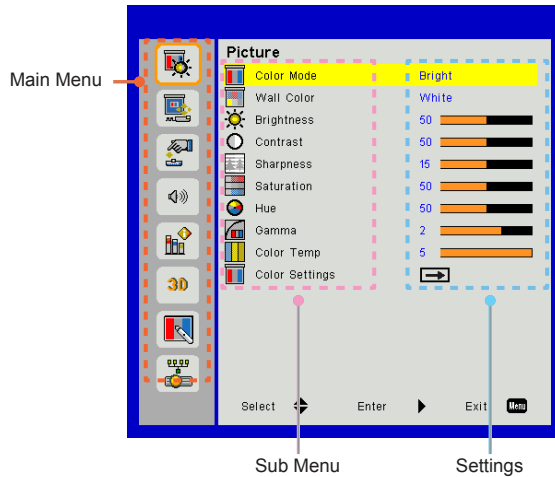 Picture
Main Menu
Color Mode Bright
Wall Color White
Brightness 50
Contrast 50
Sharpness 15
Saturation 50
Hue 50
Gamma 2
Color Temp 5
Color Settings
3D
Select Enter Exit Menu
Sub Menu Settings